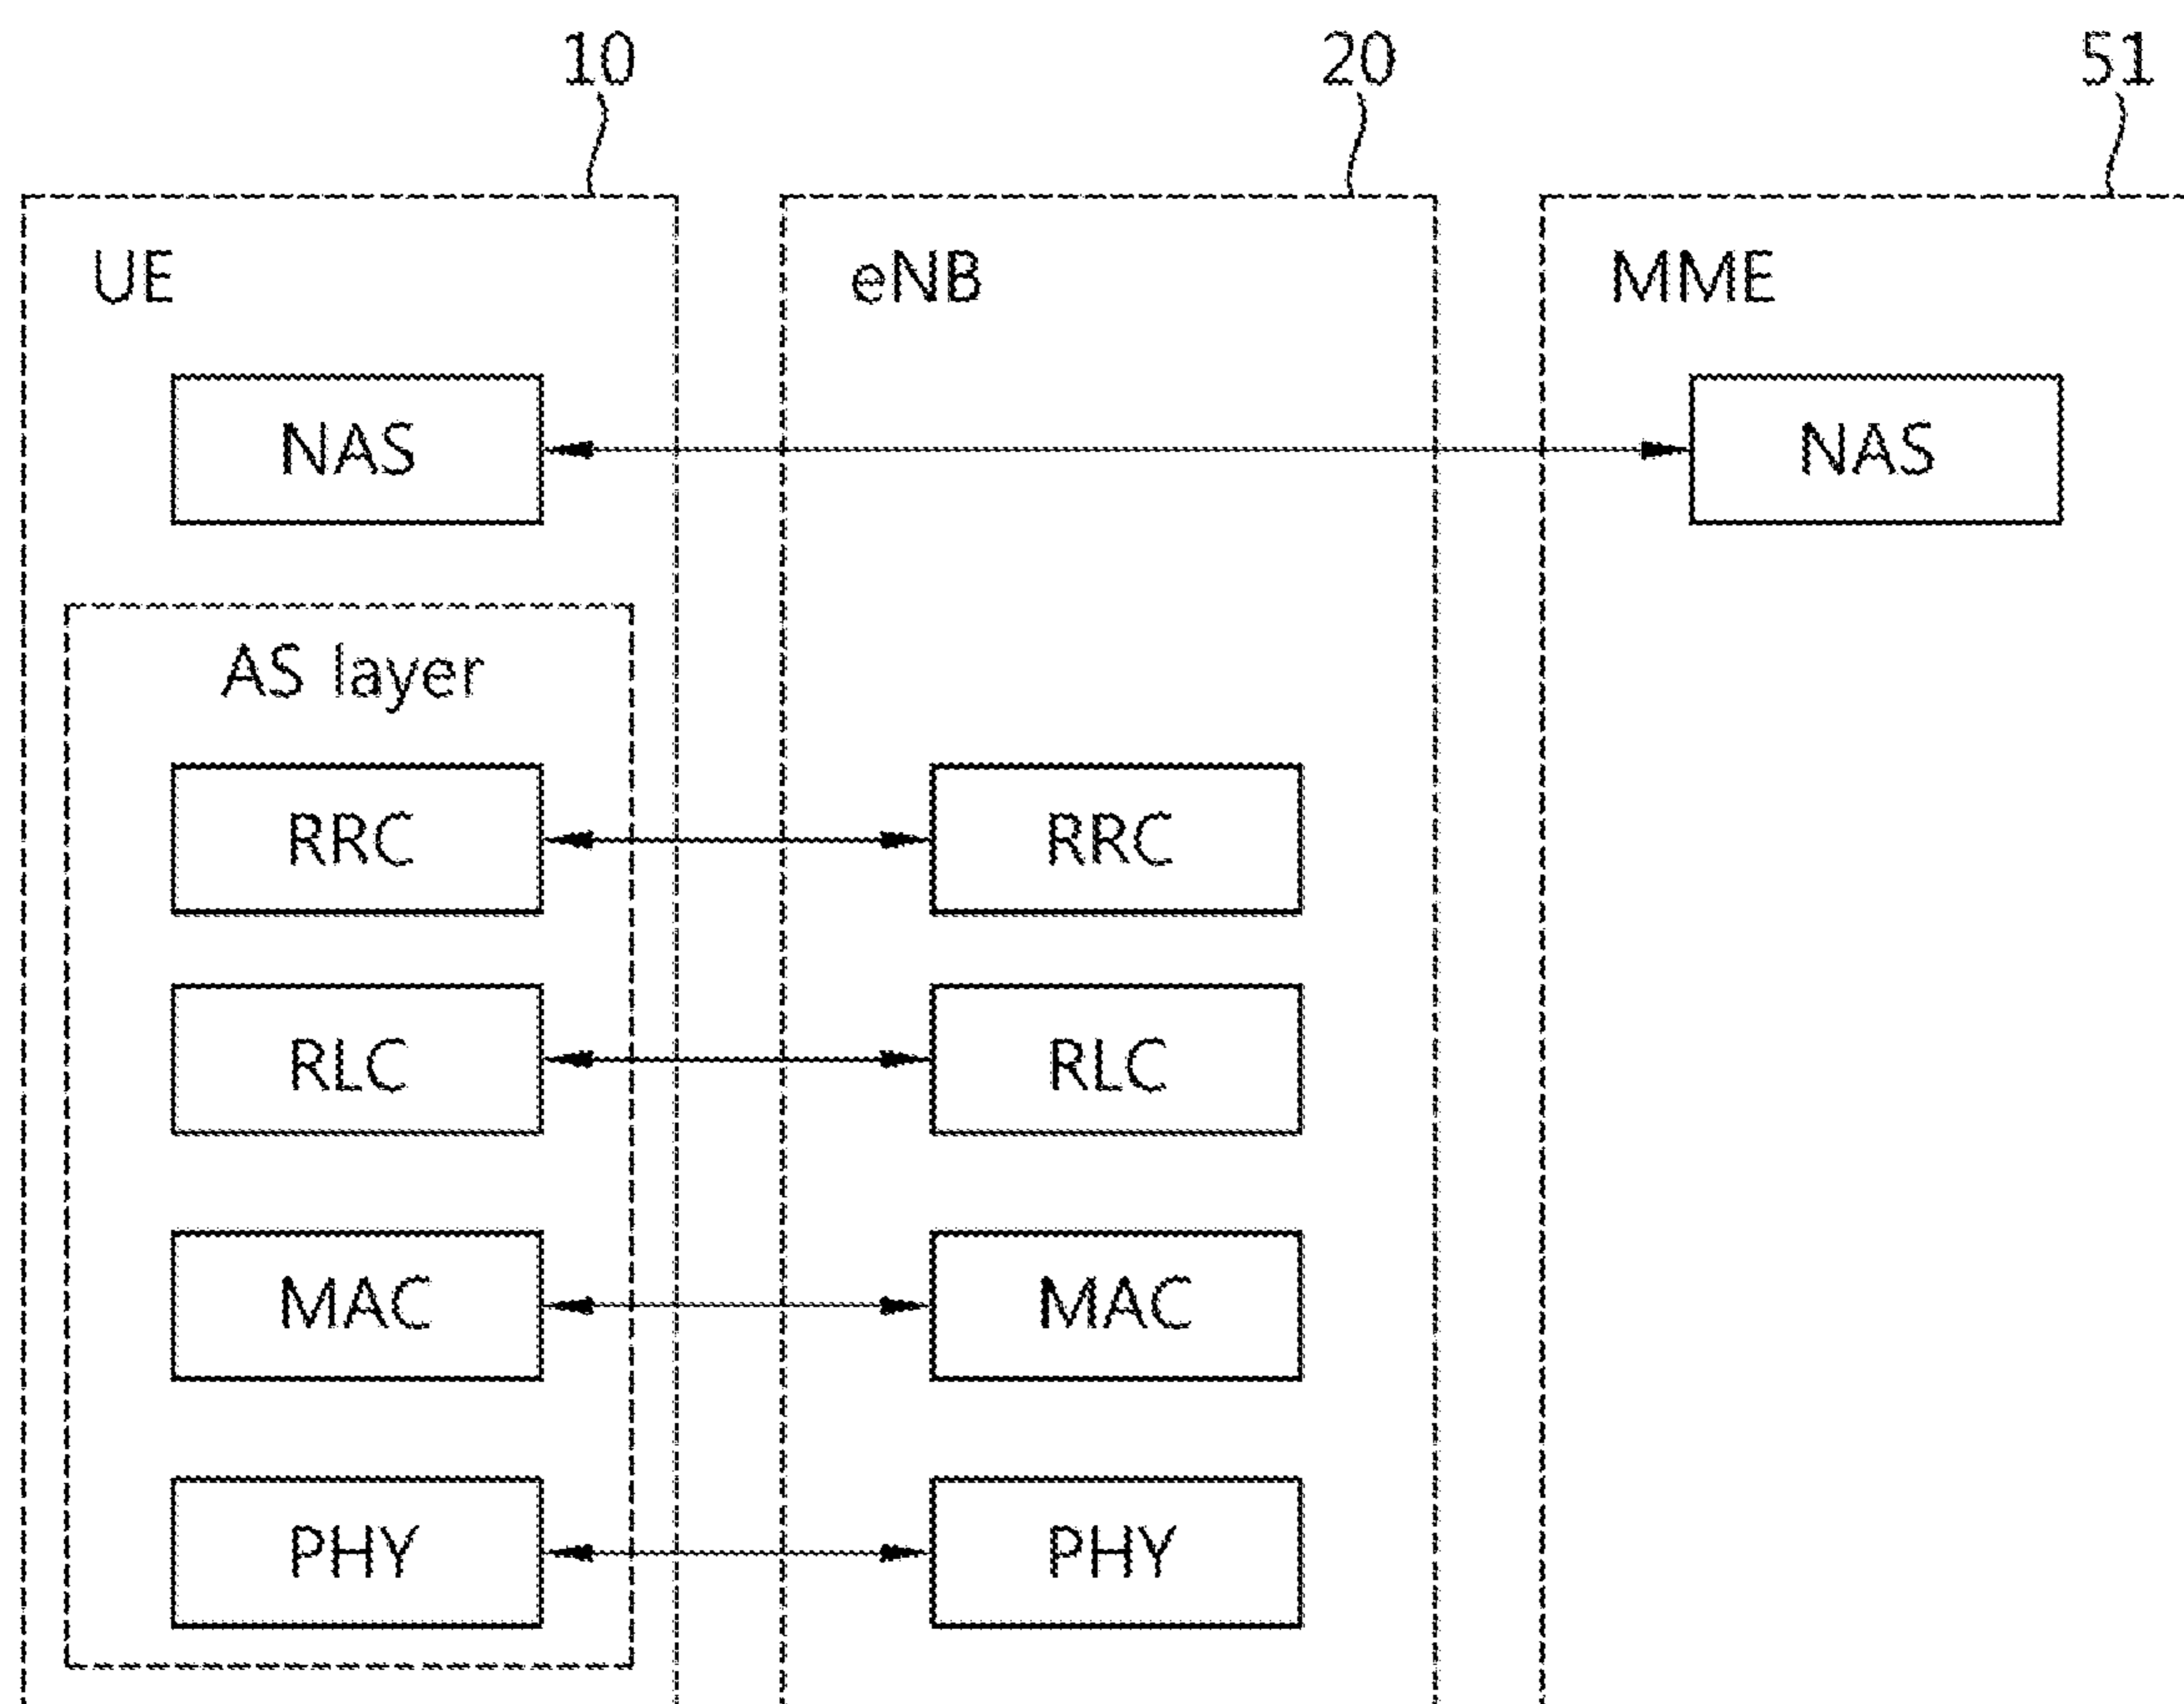 10 20 51
UE eNB MME
NAS NAS
AS layer
RRC RRC
RLC RLC
MAC MAC
PHY PHY